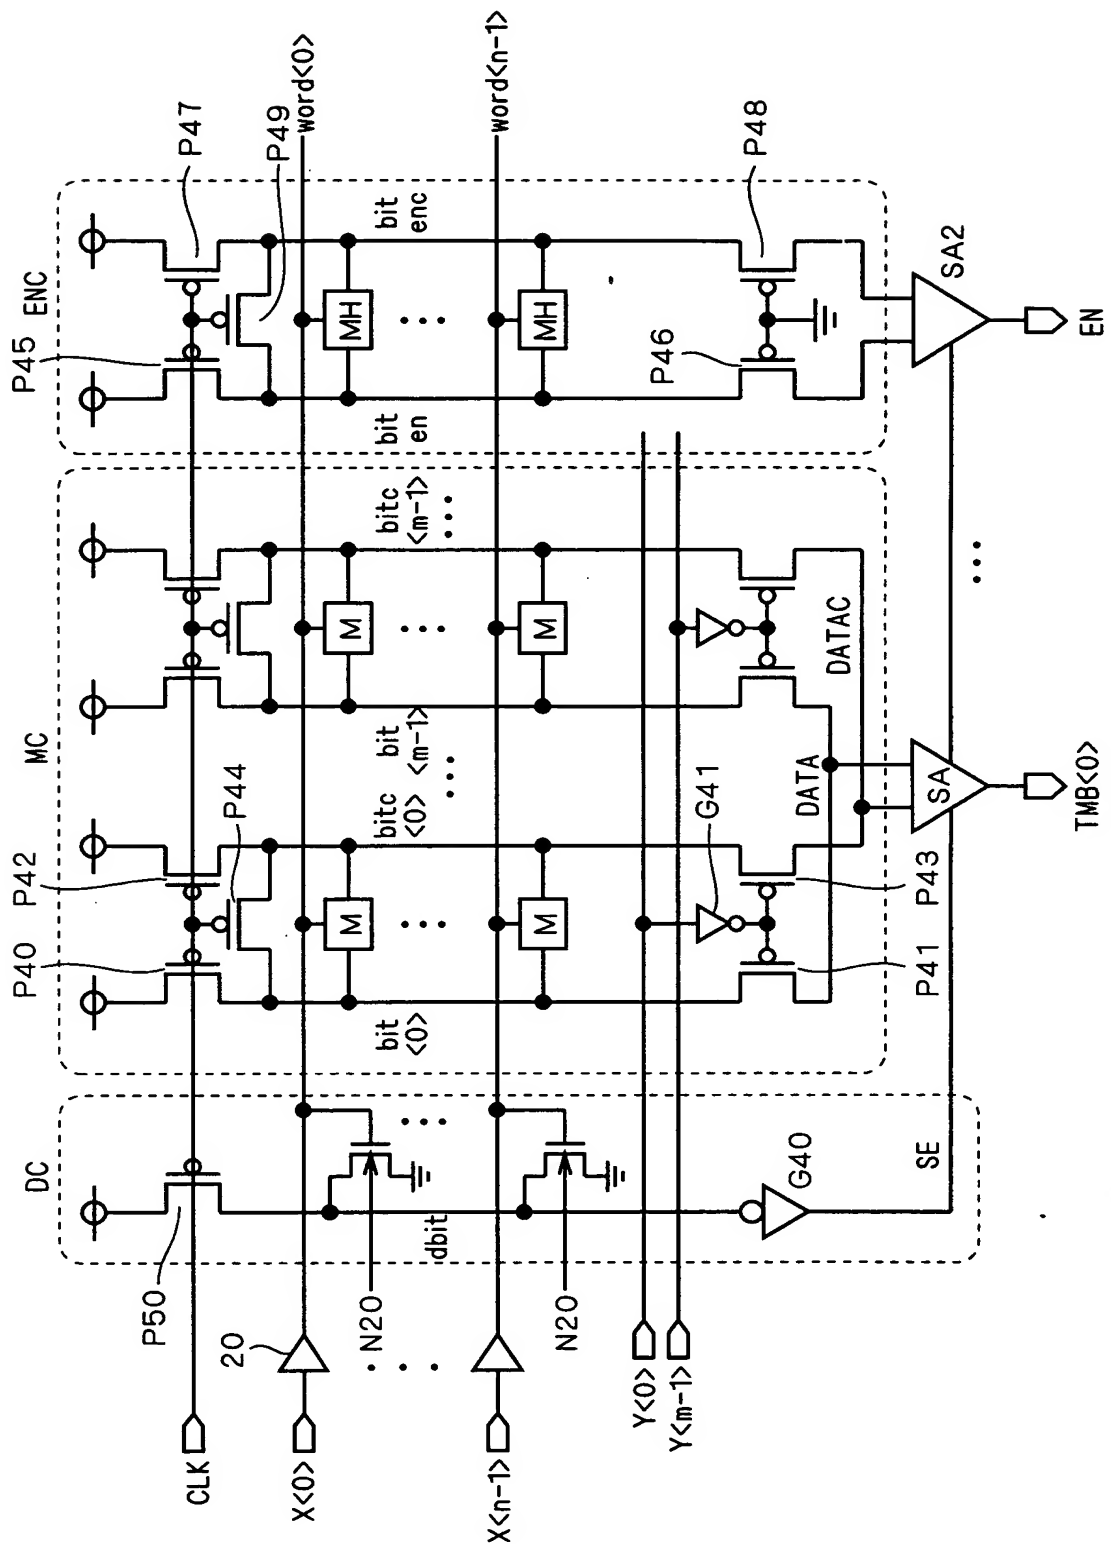 CLK
X<0>
X<n-1>
Y<0>
Y<m-1>
20
P50
N20
N20
DC
dbit
G40
SE
MC
P40
P42
P44
bit
<0>
bitc
<0>
bit
<m-1>
bitc
<m-1>
M
M
M
M
G41
P41
P43
DATA
DATAC
SA
TMB<0>
ENC
P45
P47
P49
word<0>
word<n-1>
bit
en
bit
enc
MH
MH
P46
P48
SA2
EN